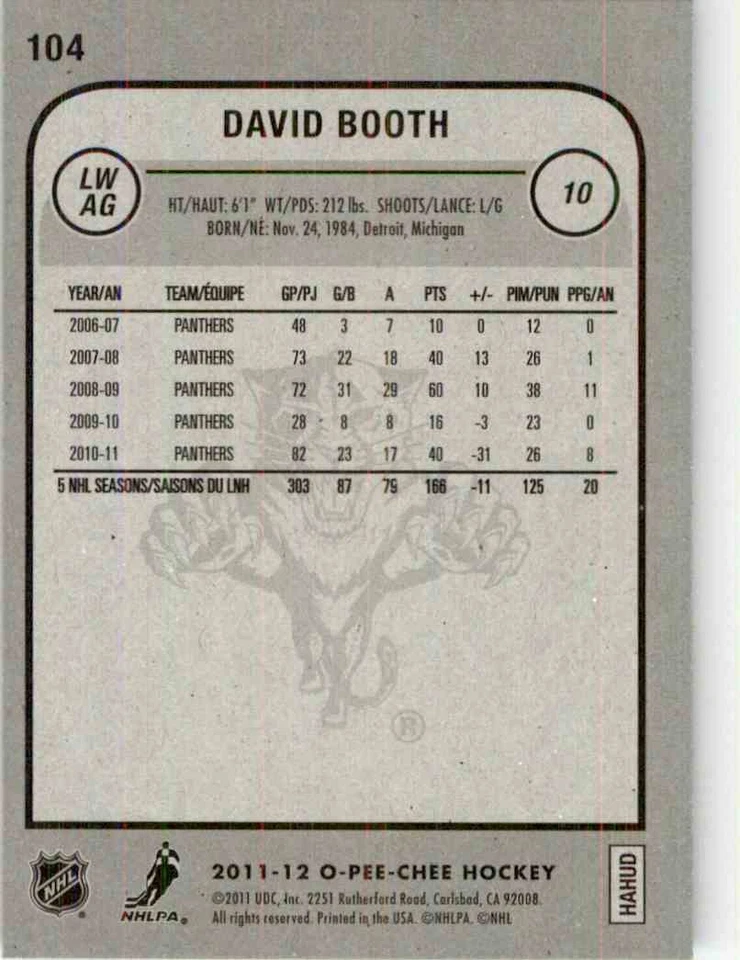 104
DAVID BOOTH
LW
AG
10
HT/HAUT: 6'1" WT/PDS: 212 lbs. SHOOTS/LANCE: L/G
BORN/NÉ: Nov. 24, 1984, Detroit, Michigan
YEAR/AN TEAM/ÉQUIPE GP/PJ G/B A PTS +/- PIM/PUN PPG/AN
2006-07 PANTHERS 48 3 7 10 0 12 0
2007-08 PANTHERS 73 22 18 40 13 26 1
2008-09 PANTHERS 72 31 29 60 10 38 11
2009-10 PANTHERS 28 8 8 16 -3 23 0
2010-11 PANTHERS 82 23 17 40 -31 26 8
5 NHL SEASONS/SAISONS DU LNH 303 87 79 166 -11 125 20
®
NHL ®
NHLPA®
2011-12 O-PEE-CHEE HOCKEY
©2011 UDC, Inc. 2251 Rutherford Road, Carlsbad, CA 92008.
All rights reserved. Printed in the USA. ©NHLPA. ©NHL
HAHUD